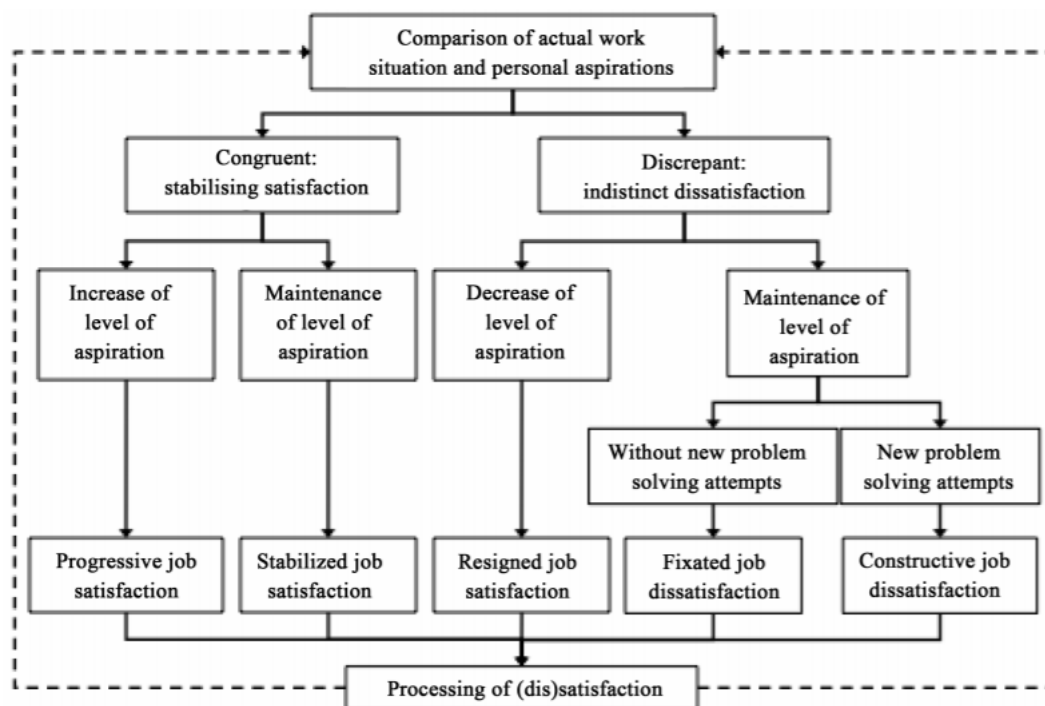 Comparison of actual work
situation and personal aspirations
Congruent:
stabilising satisfaction
Discrepant:
indistinct dissatisfaction
Increase of
level of
aspiration
Maintenance
of level of
aspiration
Decrease of
level of
aspiration
Maintenance of
level of
aspiration
Without new problem
solving attempts
New problem
solving attempts
Progressive job
satisfaction
Stabilized job
satisfaction
Resigned job
satisfaction
Fixated job
dissatisfaction
Constructive job
dissatisfaction
Processing of (dis)satisfaction